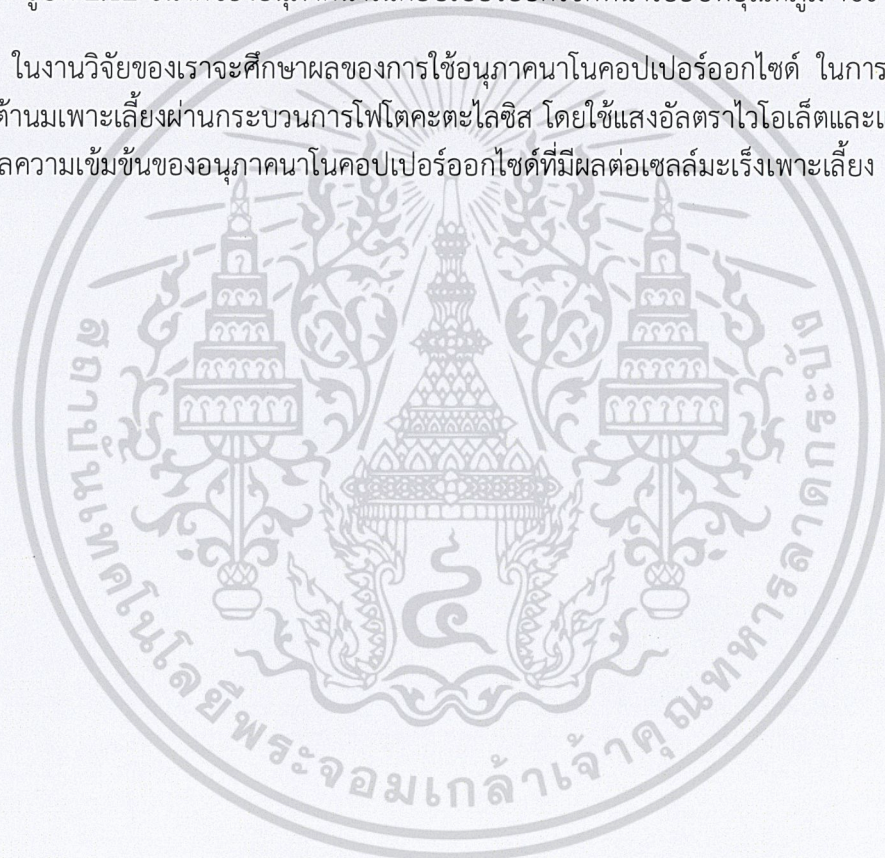 ในงานวิจัยของเราจะศึกษาผลของการใช้อนุภาคนาโนคอปเปอร์ออกไซด์ ในการ
ต้านมเพาะเลี้ยงผ่านกระบวนการโฟโตคะตะไลซิส โดยใช้แสงอัลตราไวโอเล็ตและ
ความเข้มข้นของอนุภาคนาโนคอปเปอร์ออกไซด์ที่มีผลต่อเซลล์มะเร็งเพาะเลี้ยง
สถาบันเทคโนโลยีพระจอมเกล้าเจ้าคุณทหารลาดกระบัง
๔